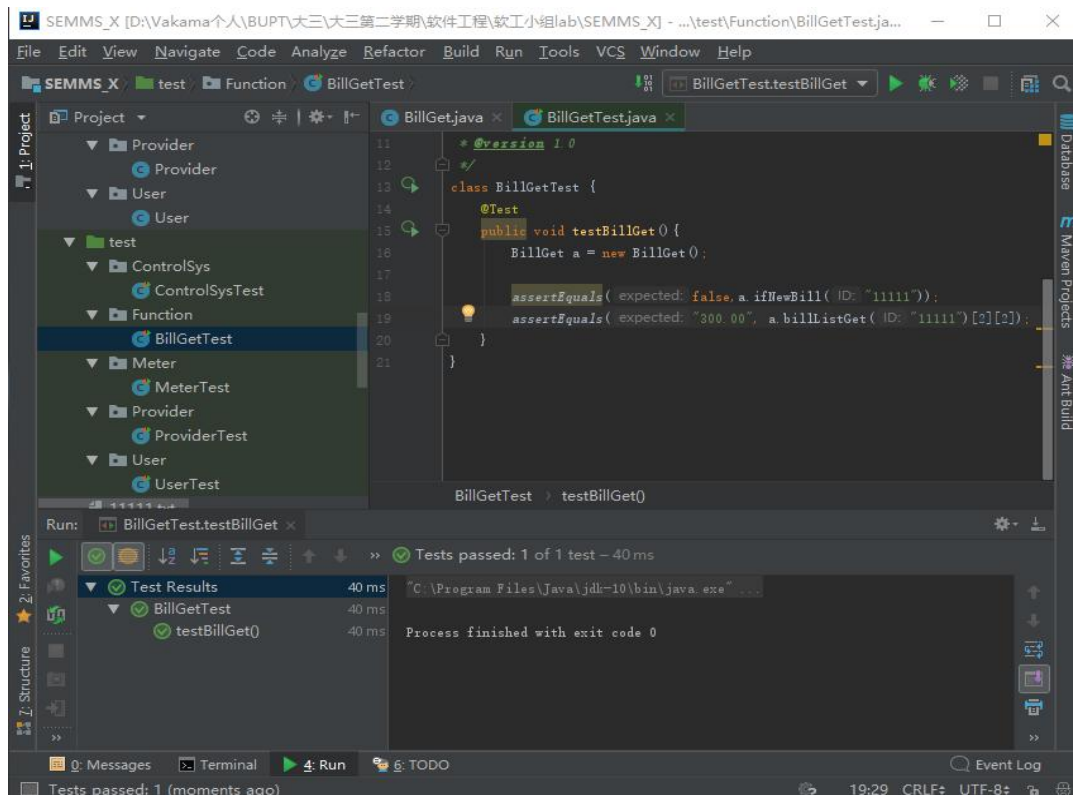 SEMMS_X [D:\Vakama个人\BUPT\大三\大三第二学期\软件工程\软工小组lab\SEMMS_X] - ...\test\Function\BillGetTest.ja...
File Edit View Navigate Code Analyze Refactor Build Run Tools VCS Window Help
SEMMS_X test Function BillGetTest
BillGetTest.testBillGet
1: Project
Project
Provider
Provider
User
User
test
ControlSys
ControlSysTest
Function
BillGetTest
Meter
MeterTest
Provider
ProviderTest
User
UserTest
11111.txt
BillGet.java
BillGetTest.java
11 * @version 1.0
12 */
13 class BillGetTest {
14 @Test
15 public void testBillGet(){
16 BillGet a = new BillGet();
17
18 assertEquals( expected: false,a.ifNewBill( ID: "11111"));
19 assertEquals( expected: "300.00", a.billListGet( ID: "11111")[2][2]);
20 }
21 }
BillGetTest > testBillGet()
Database
Maven Projects
Ant Build
Run: BillGetTest.testBillGet
2: Favorites
7: Structure
» Tests passed: 1 of 1 test – 40 ms
Test Results 40 ms
BillGetTest 40 ms
testBillGet() 40 ms
"C:\Program Files\Java\jdk-10\bin\java.exe" ...
Process finished with exit code 0
0: Messages Terminal 4: Run 6: TODO Event Log
Tests passed: 1 (moments ago) 19:29 CRLF UTF-8